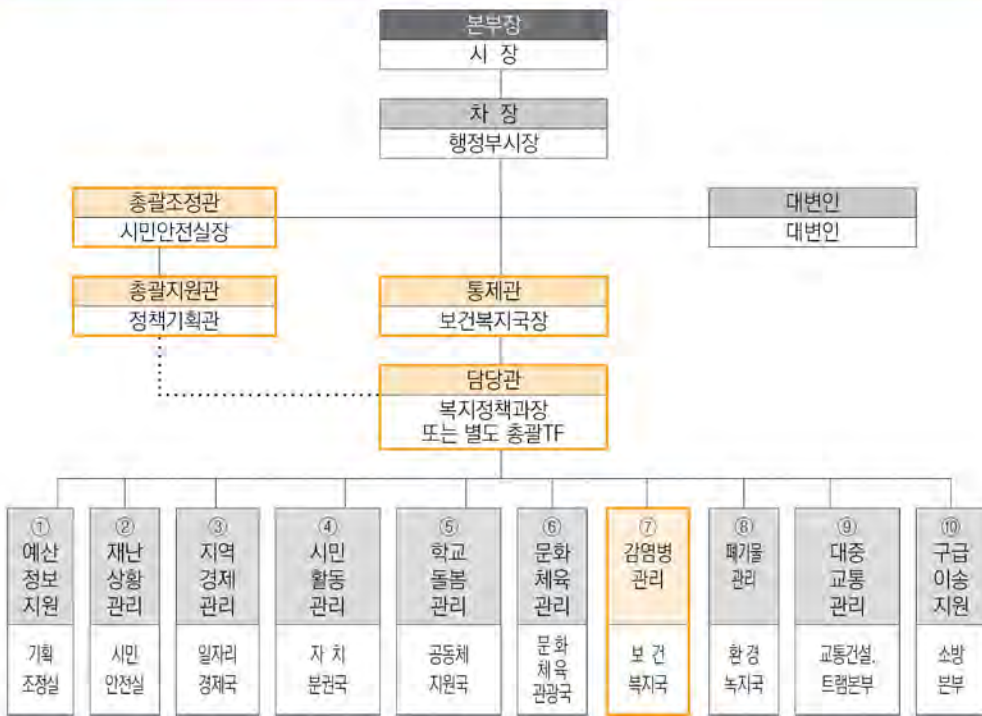 본부장
시 장
차 장
행정부시장
총괄조정관
시민안전실장
대변인
대변인
총괄지원관
정책기획관
통제관
보건복지국장
담당관
복지정책과장
또는 별도 총괄TF
①
예산
정보
지원
기획
조정실
②
재난
상황
관리
시민
안전실
③
지역
경제
관리
일자리
경제국
④
시민
활동
관리
자 치
분권국
⑤
학교
돌봄
관리
공동체
지원국
⑥
문화
체육
관리
문 화
체 육
관광국
⑦
감염병
관리
보 건
복지국
⑧
폐기물
관리
환 경
녹지국
⑨
대중
교통
관리
교통건설.
트램본부
⑩
구급
이송
지원
소방
본부